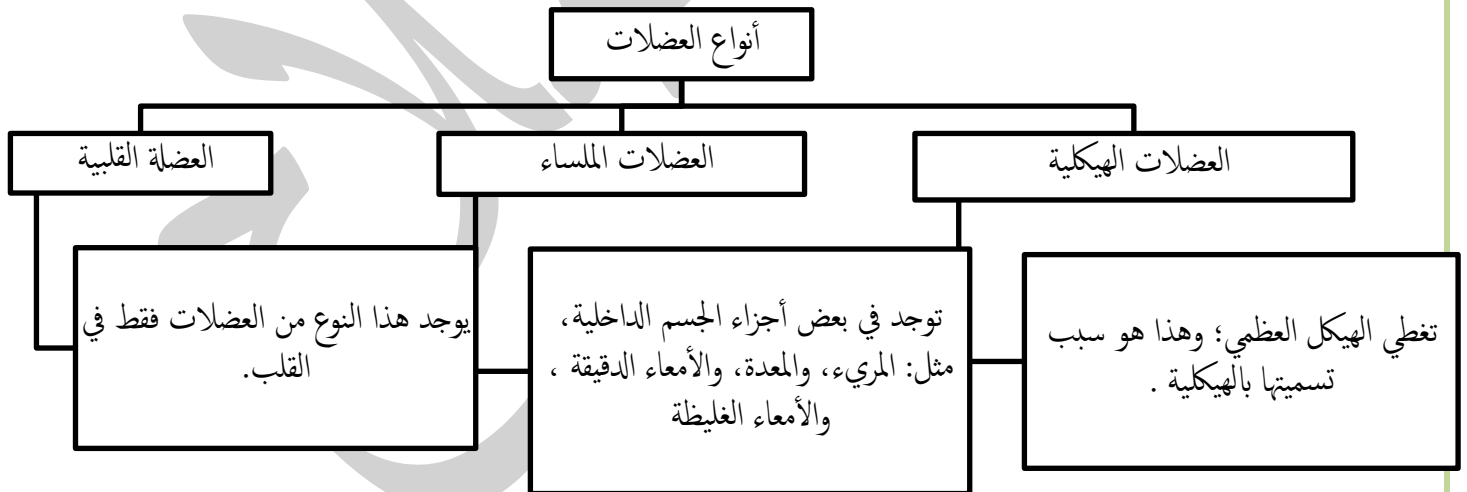 أنواع العضلات
العضلات الهيكلية
العضلات الملساء
العضلة القلبية
تغطي الهيكل العظمي؛ وهذا هو سبب
تسميتها بالهيكلية .
توجد في بعض أجزاء الجسم الداخلية،
مثل: المريء، والمعدة، والأمعاء الدقيقة ،
والأمعاء الغليظة
يوجد هذا النوع من العضلات فقط في
القلب.